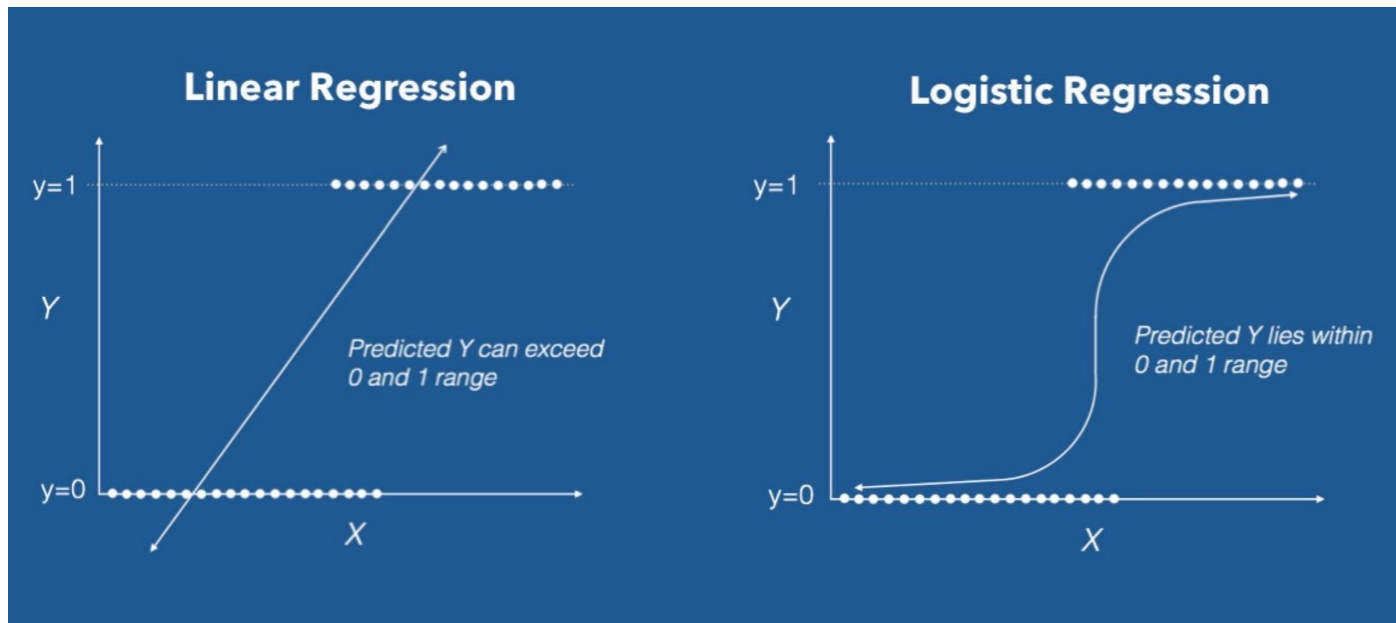 Linear Regression
y=1
Y
Predicted Y can exceed
0 and 1 range
y=0
X
Logistic Regression
y=1
Y
Predicted Y lies within
0 and 1 range
y=0
X